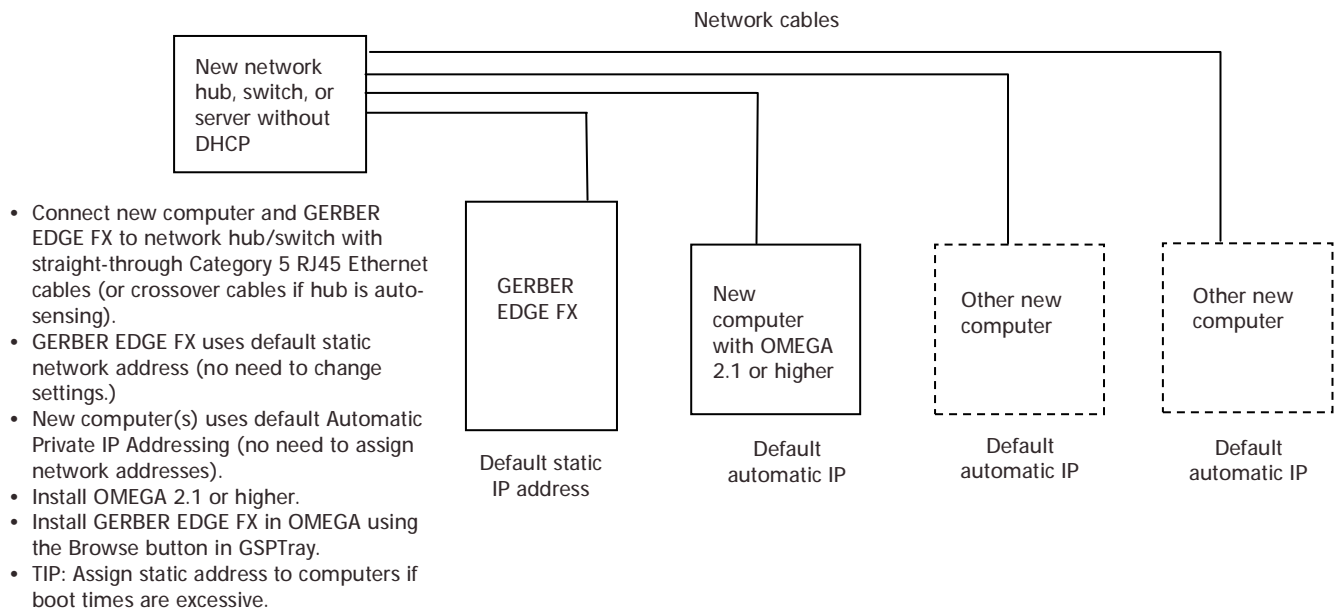 Network cables
New network
hub, switch, or
server without
DHCP
• Connect new computer and GERBER
EDGE FX to network hub/switch with
straight-through Category 5 RJ45 Ethernet
cables (or crossover cables if hub is auto-
sensing).
• GERBER EDGE FX uses default static
network address (no need to change
settings.)
• New computer(s) uses default Automatic
Private IP Addressing (no need to assign
network addresses).
• Install OMEGA 2.1 or higher.
• Install GERBER EDGE FX in OMEGA using
the Browse button in GSPTray.
• TIP: Assign static address to computers if
boot times are excessive.
GERBER
EDGE FX
Default static
IP address
New
computer
with OMEGA
2.1 or higher
Default
automatic IP
Other new
computer
Default
automatic IP
Other new
computer
Default
automatic IP